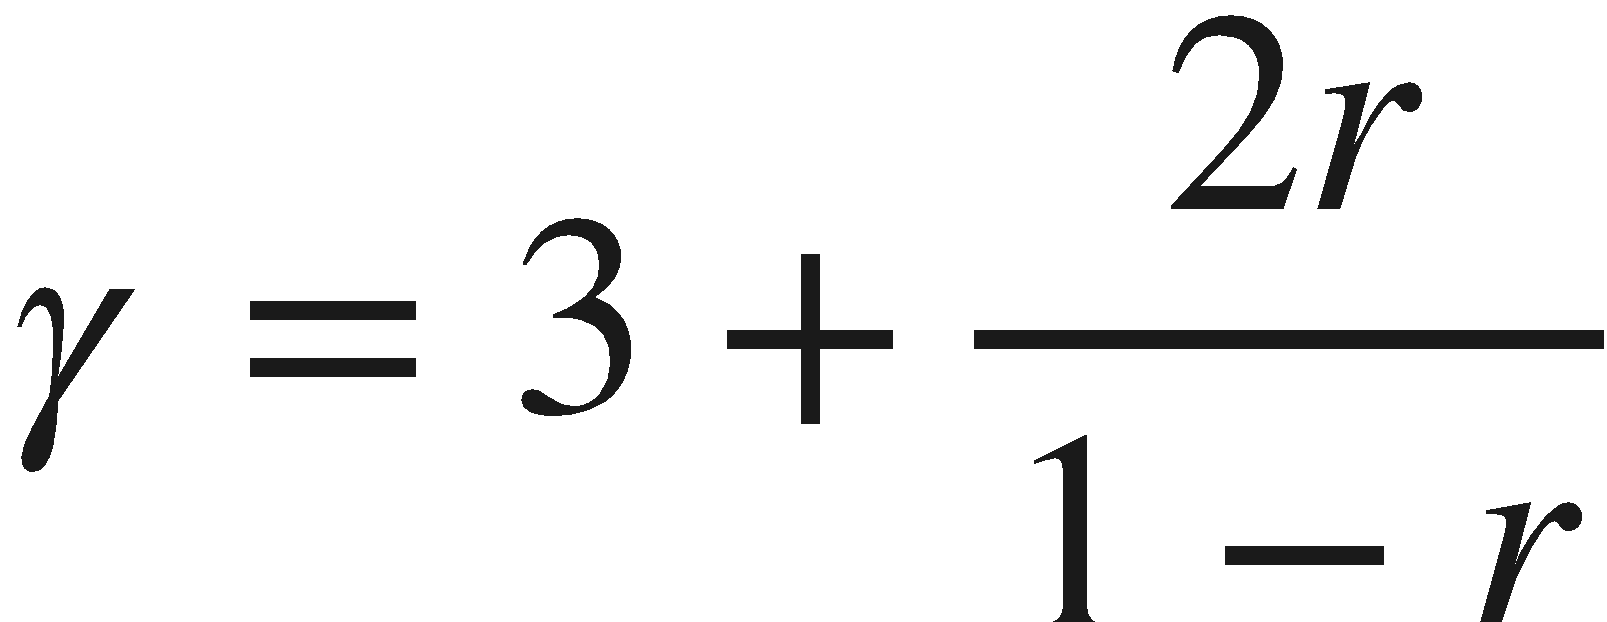 γ = 3 + 2r / 1 − r